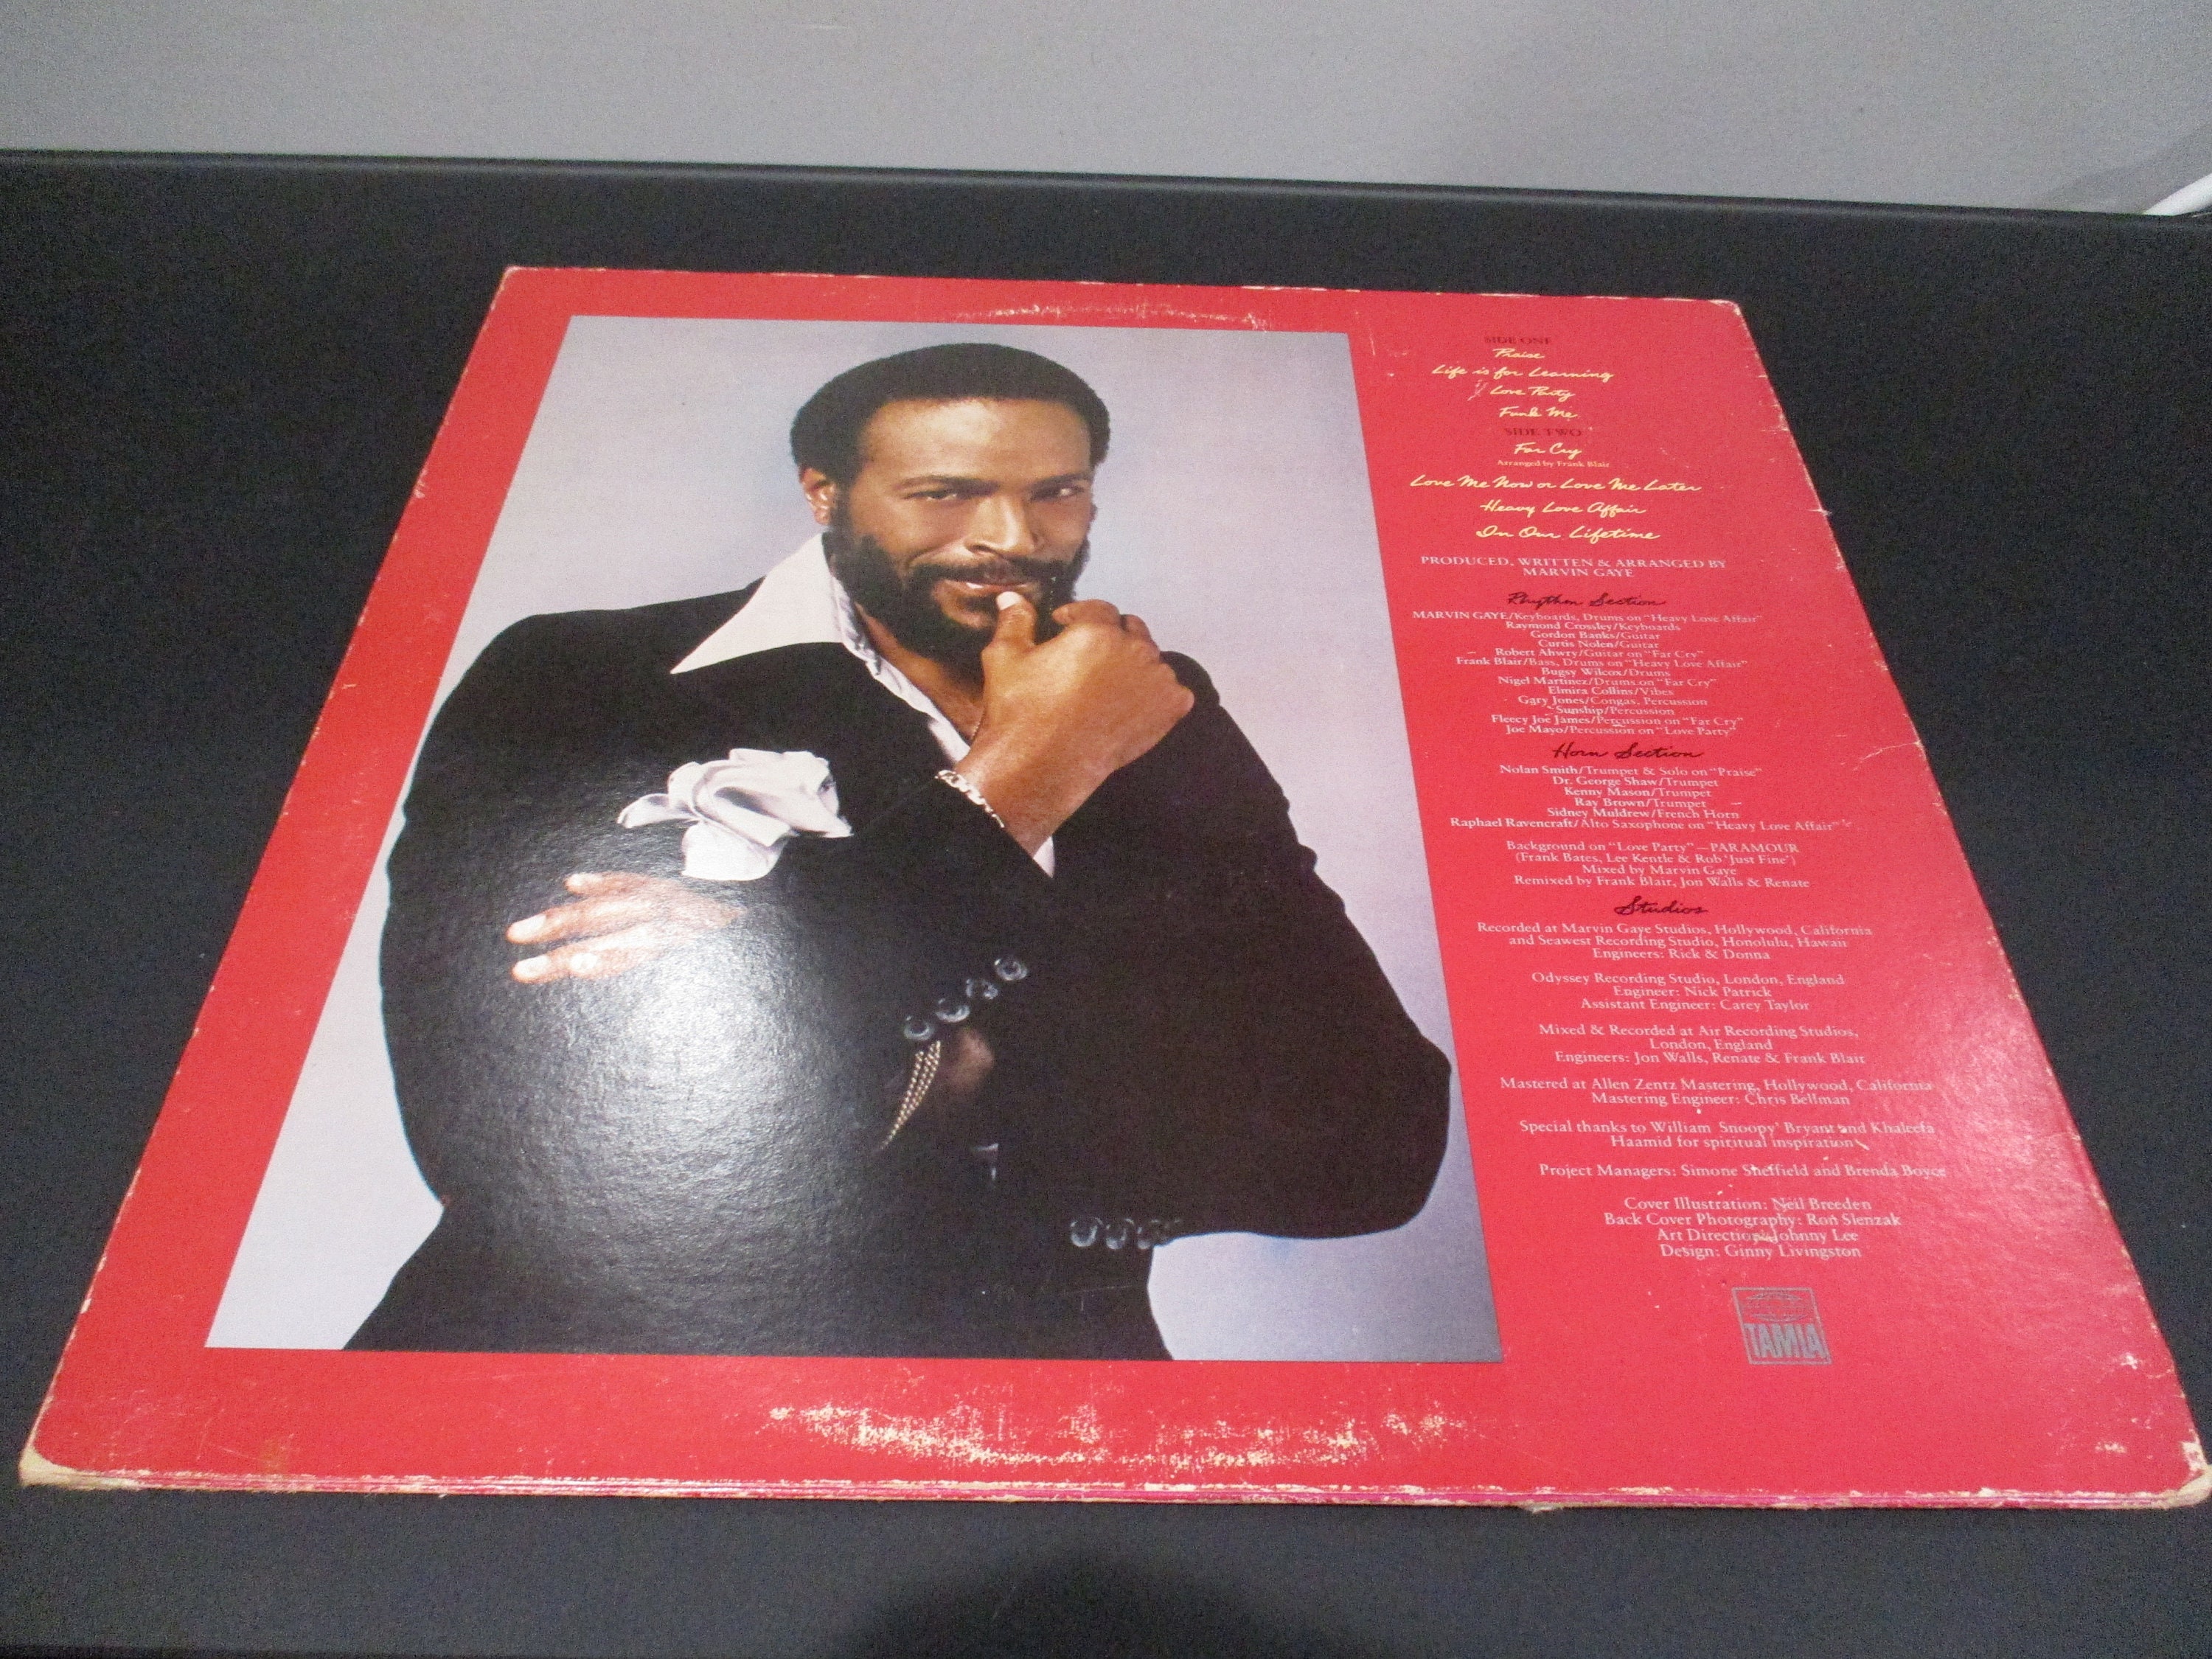 SIDE ONE
Praise
Life is for Learning
Love Party
Funk Me
SIDE TWO
Far Cry
Arranged by Frank Blair
Love Me Now or Love Me Later
Heavy Love Affair
In Our Lifetime
PRODUCED, WRITTEN & ARRANGED BY
MARVIN GAYE
Rhythm Section
MARVIN GAYE/Keyboards, Drums on "Heavy Love Affair"
Raymond Crossley/Keyboards
Gordon Banks/Guitar
Curtis Nolen/Guitar
Robert Ahwry/Guitar on "Far Cry"
Frank Blair/Bass, Drums on "Heavy Love Affair"
Bugsy Wilcox/Drums
Nigel Martinez/Drums on "Far Cry"
Elmira Collins/Vibes
Gary Jones/Congas, Percussion
Sunship/Percussion
Fleecy Joe James/Percussion on "Far Cry"
Joe Mayo/Percussion on "Love Party"
Horn Section
Nolan Smith/Trumpet & Solo on "Praise"
Dr. George Shaw/Trumpet
Kenny Mason/Trumpet
Ray Brown/Trumpet
Sidney Muldrew/French Horn
Raphael Ravencraft/Alto Saxophone on "Heavy Love Affair"
Background on "Love Party"—PARAMOUR
(Frank Bates, Lee Kentle & Rob 'Just Fine')
Mixed by Marvin Gaye
Remixed by Frank Blair, Jon Walls & Renate
Studios
Recorded at Marvin Gaye Studios, Hollywood, California
and Seawest Recording Studio, Honolulu, Hawaii
Engineers: Rick & Donna
Odyssey Recording Studio, London, England
Engineer: Nick Patrick
Assistant Engineer: Carey Taylor
Mixed & Recorded at Air Recording Studios,
London, England
Engineers: Jon Walls, Renate & Frank Blair
Mastered at Allen Zentz Mastering, Hollywood, California
Mastering Engineer: Chris Bellman
Special thanks to William 'Snoopy' Bryant and Khaleefa
Haamid for spiritual inspiration
Project Managers: Simone Sheffield and Brenda Boyce
Cover Illustration: Neil Breeden
Back Cover Photography: Ron Slenzak
Art Direction: Johnny Lee
Design: Ginny Livingston
TAMLA